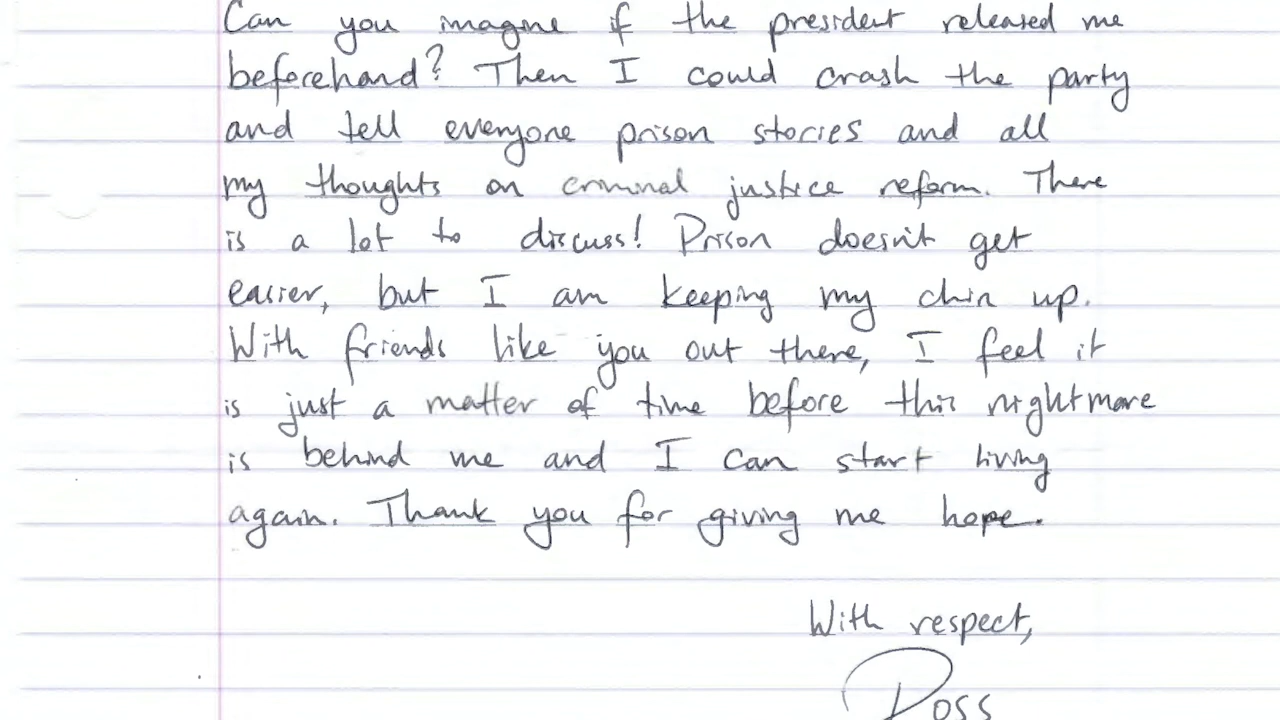 Can you imagine if the president released me
beforehand? Then I could crash the party
and tell everyone prison stories and all
my thoughts on criminal justice reform. There
is a lot to discuss! Prison doesn't get
easier, but I am keeping my chin up.
With friends like you out there, I feel it
is just a matter of time before this nightmare
is behind me and I can start living
again. Thank you for giving me hope.
With respect,
Ross